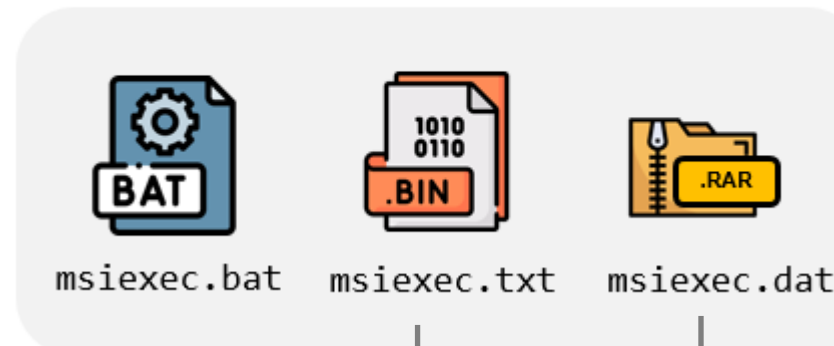 BAT
1010
0110
.BIN
.RAR
msiexec.bat
msiexec.txt
msiexec.dat